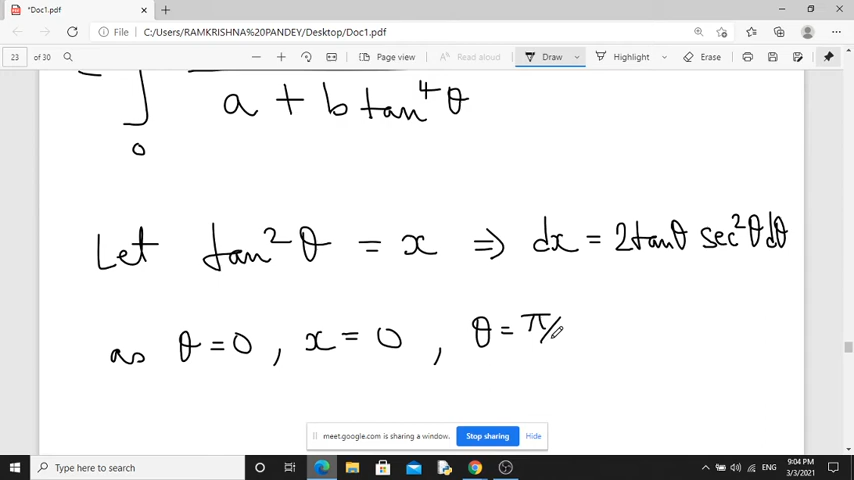 *Doc1.pdf
File C:/Users/RAMKRISHNA%20PANDEY/Desktop/Doc1.pdf
23 of 30 Page view Read aloud Draw Highlight Erase
∫
a + b tan⁴θ
0
Let tan²θ = x ⇒ dx = 2tanθ sec²θdθ
as θ = 0, x = 0, θ = π/
meet.google.com is sharing a window. Stop sharing Hide
Type here to search
ENG
9:04 PM
3/3/2021